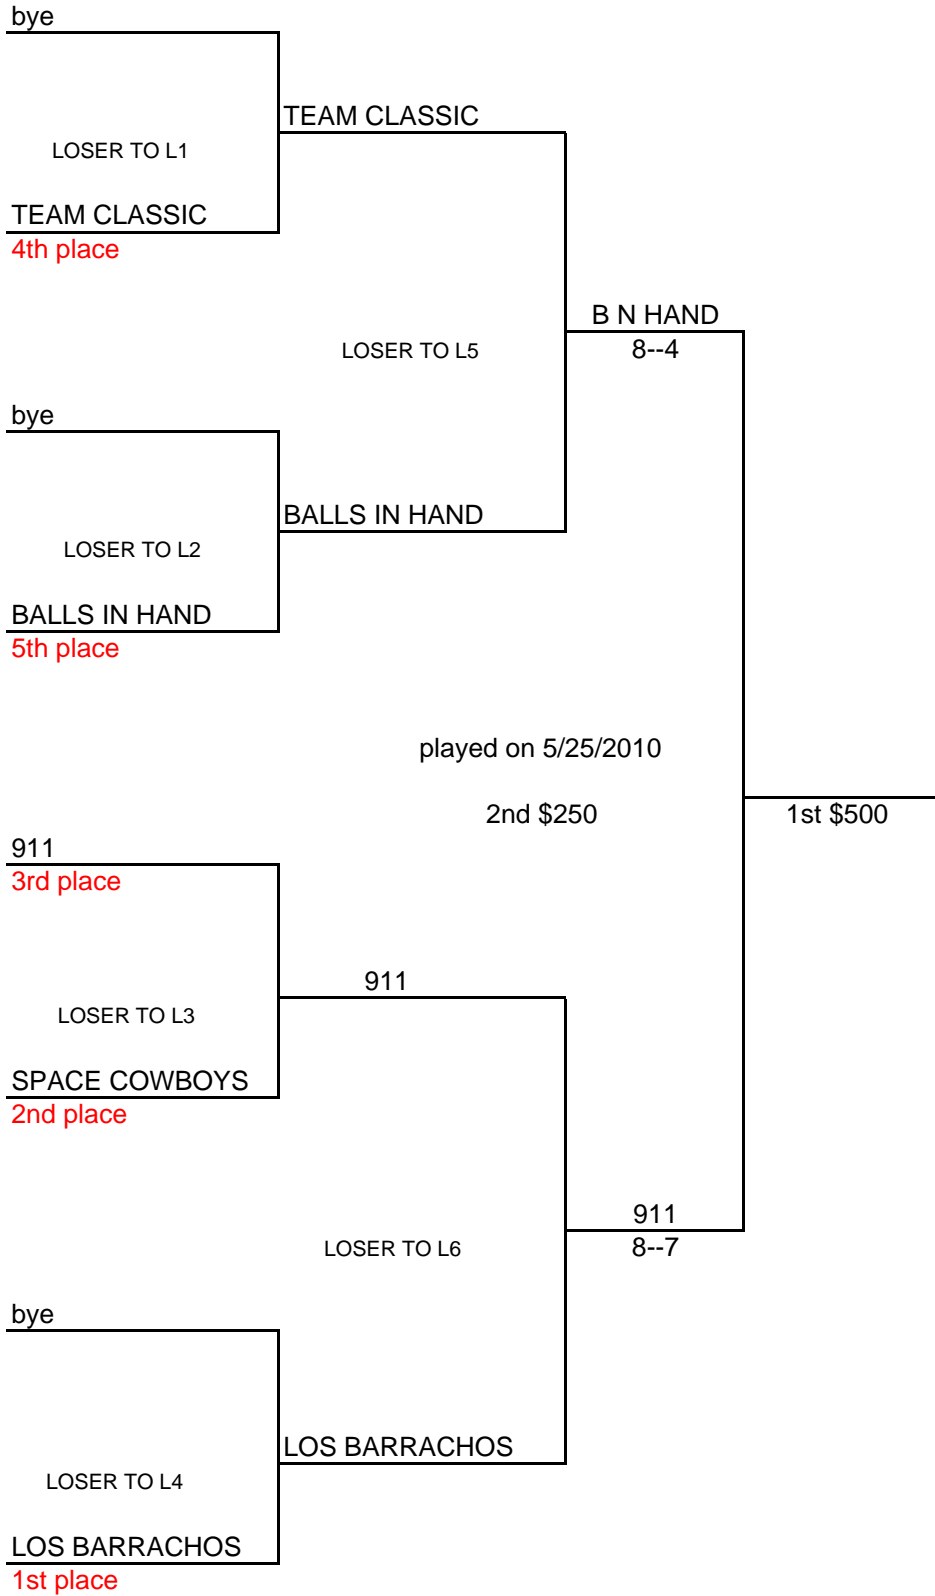 bye
TEAM CLASSIC
LOSER TO L1
TEAM CLASSIC
4th place
B N HAND
LOSER TO L5
8--4
bye
BALLS IN HAND
LOSER TO L2
BALLS IN HAND
5th place
played on 5/25/2010
2nd $250
1st $500
911
3rd place
911
LOSER TO L3
SPACE COWBOYS
2nd place
911
LOSER TO L6
8--7
bye
LOS BARRACHOS
LOSER TO L4
LOS BARRACHOS
1st place